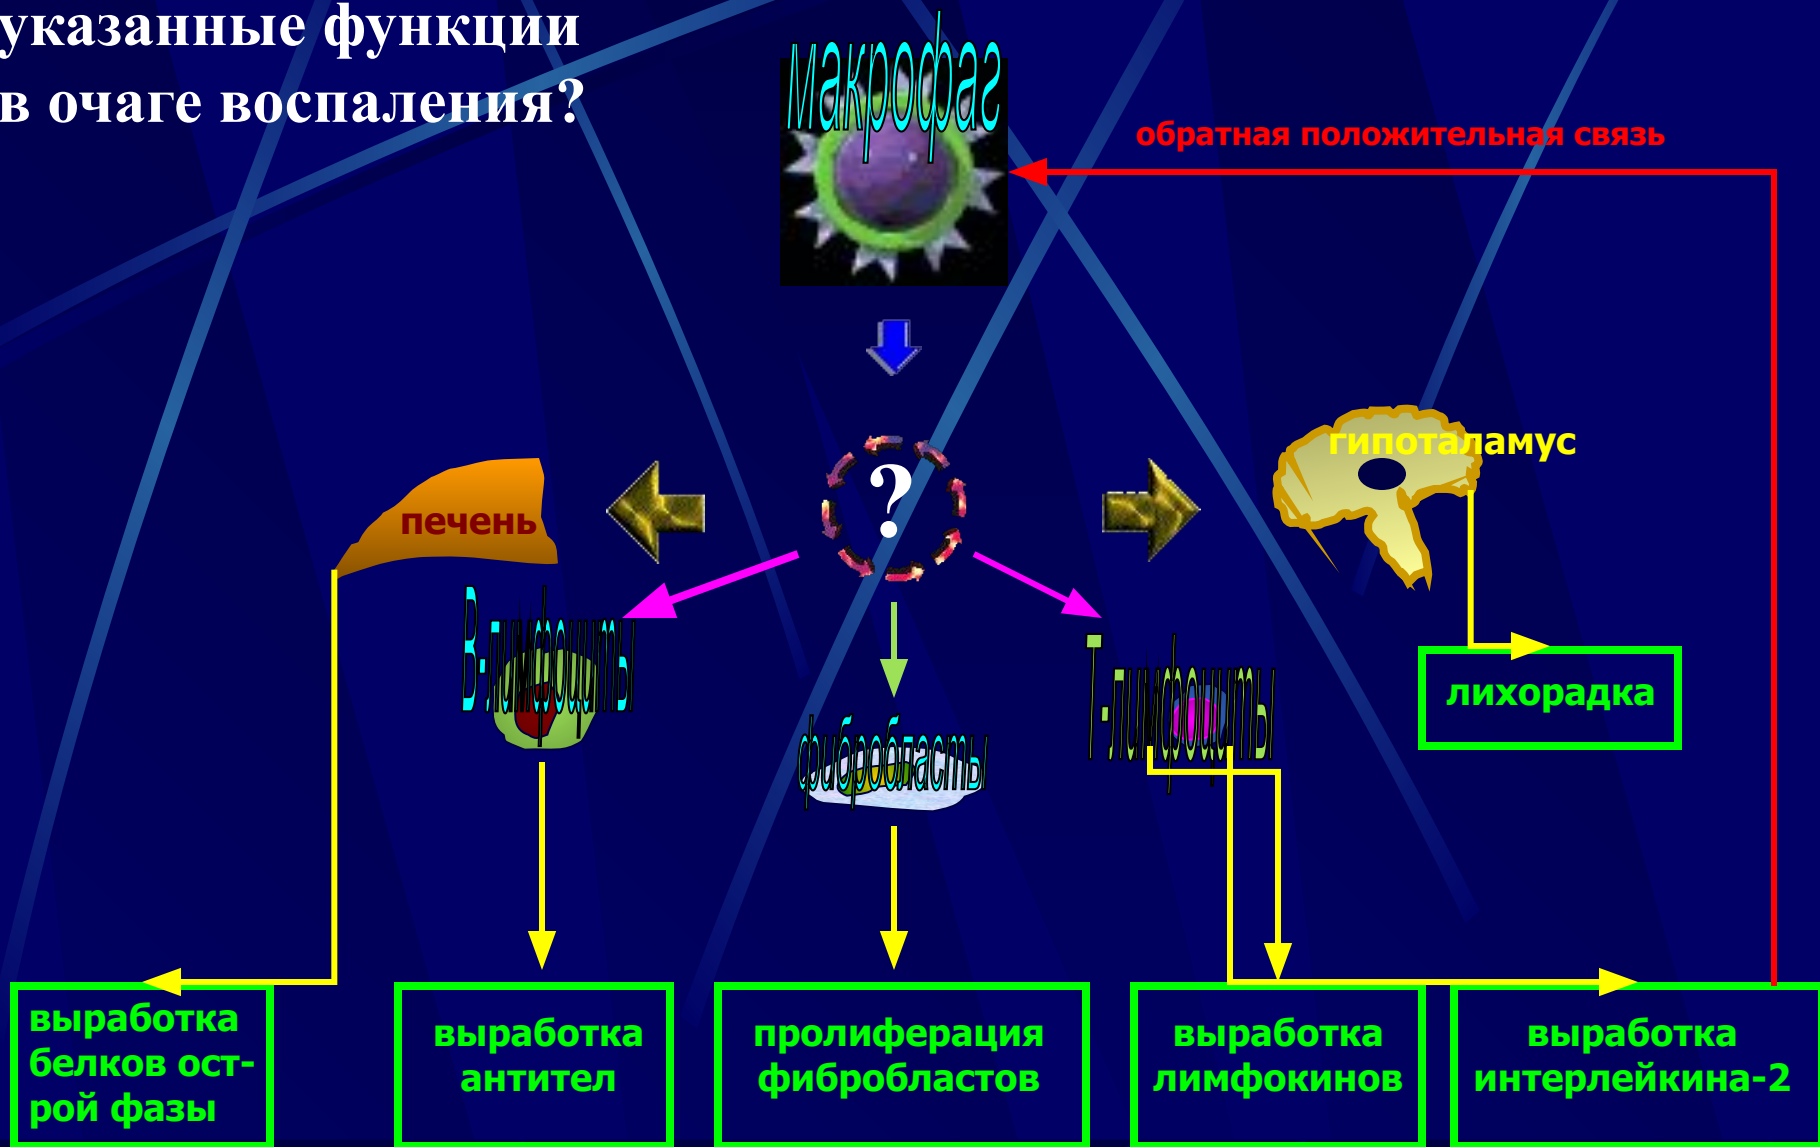 указанные функции
в очаге воспаления?
макрофаг
обратная положительная связь
гипоталамус
?
печень
В-лимфоциты
Т-лимфоциты
лихорадка
фибробласты
выработка
белков ост-
рой фазы
выработка
антител
пролиферация
фибробластов
выработка
лимфокинов
выработка
интерлейкина-2